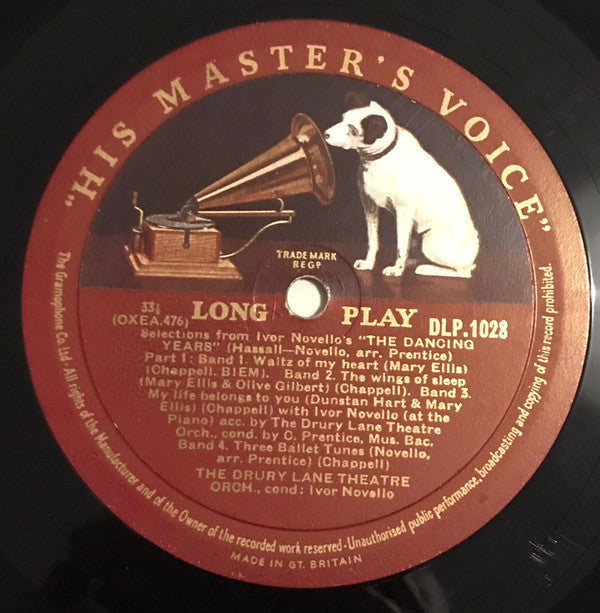 "HIS MASTER'S VOICE"
TRADE MARK
REGD
33⅓
LONG PLAY
(OXEA.476)
DLP.1028
Selections from Ivor Novello's "THE DANCING
YEARS" (Hassall—Novello, arr. Prentice)
Part 1: Band 1. Waltz of my heart (Mary Ellis)
(Chappell. BIEM). Band 2. The wings of sleep
(Mary Ellis & Olive Gilbert) (Chappell). Band 3.
My life belongs to you (Dunstan Hart & Mary
Ellis) (Chappell) with Ivor Novello (at the
Piano) acc. by The Drury Lane Theatre
Orch., cond. by C. Prentice, Mus. Bac.
Band 4. Three Ballet Tunes (Novello,
arr. Prentice) (Chappell)
THE DRURY LANE THEATRE
ORCH., cond: Ivor Novello
The Gramophone Co Ltd · All rights of the Manufacturer and of the Owner of the recorded work reserved · Unauthorised public performance, broadcasting and copying of this record prohibited.
MADE IN GT. BRITAIN